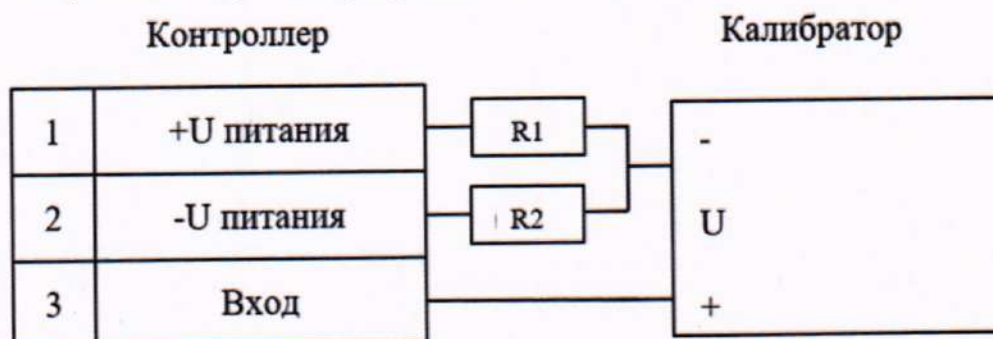 Контроллер
Калибратор
1 +U питания R1 -
2 -U питания R2 U
3 Вход +